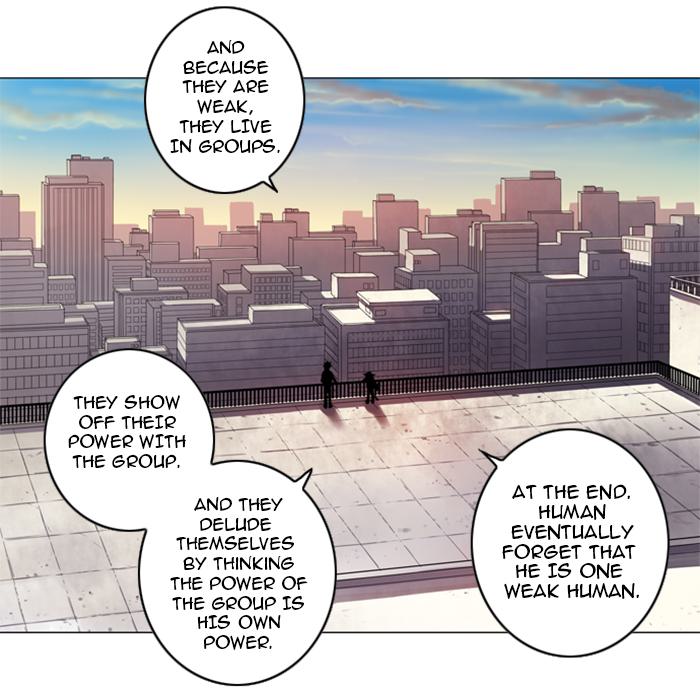 AND
BECAUSE
THEY ARE
WEAK,
THEY LIVE
IN GROUPS.
THEY SHOW
OFF THEIR
POWER WITH
THE GROUP.
AND THEY
DELUDE
THEMSELVES
BY THINKING
THE POWER OF
THE GROUP IS
HIS OWN
POWER.
AT THE END.
HUMAN
EVENTUALLY
FORGET THAT
HE IS ONE
WEAK HUMAN.